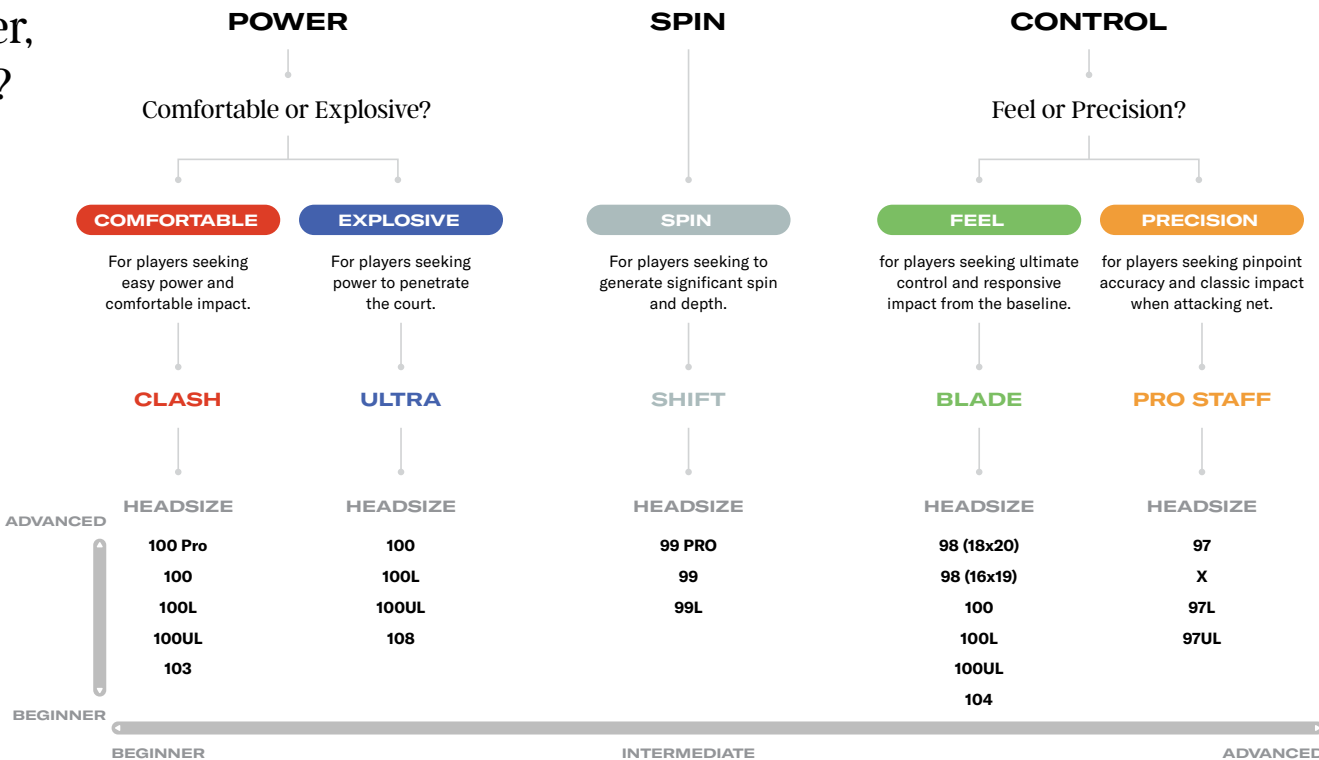 er,
?
POWER
SPIN
CONTROL
Comfortable or Explosive?
Feel or Precision?
COMFORTABLE
EXPLOSIVE
SPIN
FEEL
PRECISION
For players seeking
easy power and
comfortable impact.
For players seeking
power to penetrate
the court.
For players seeking to
generate significant spin
and depth.
for players seeking ultimate
control and responsive
impact from the baseline.
for players seeking pinpoint
accuracy and classic impact
when attacking net.
CLASH
ULTRA
SHIFT
BLADE
PRO STAFF
HEADSIZE
HEADSIZE
HEADSIZE
HEADSIZE
HEADSIZE
ADVANCED
100 Pro
100
100L
100UL
103
100
100L
100UL
108
99 PRO
99
99L
98 (18x20)
98 (16x19)
100
100L
100UL
104
97
X
97L
97UL
BEGINNER
BEGINNER
INTERMEDIATE
ADVANCED